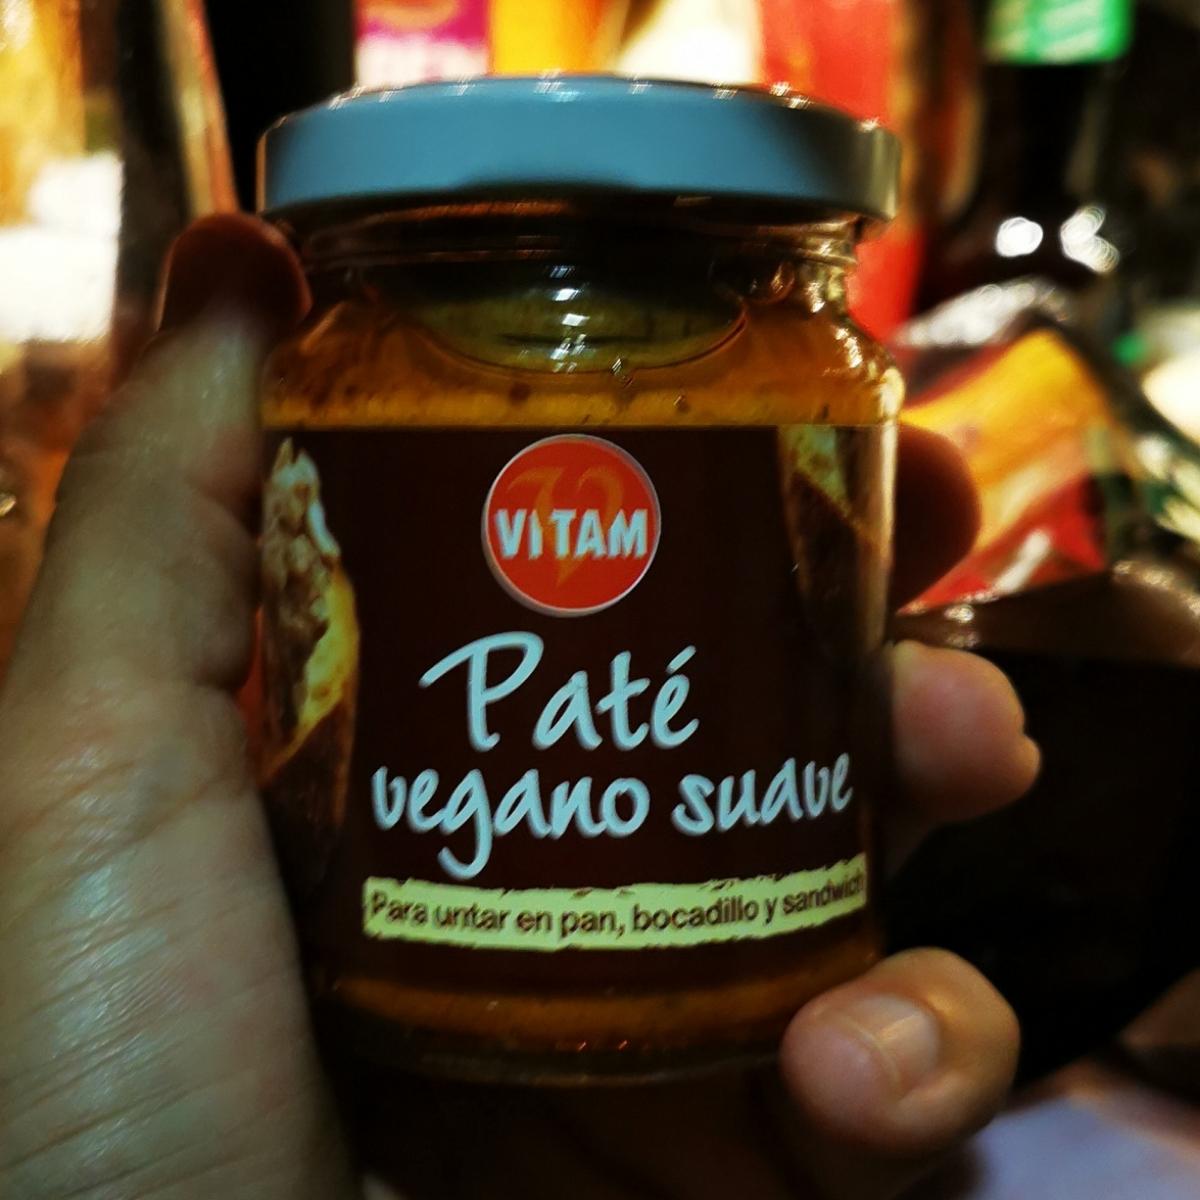 VITAM
Paté
vegano suave
Para untar en pan, bocadillo y sandwich